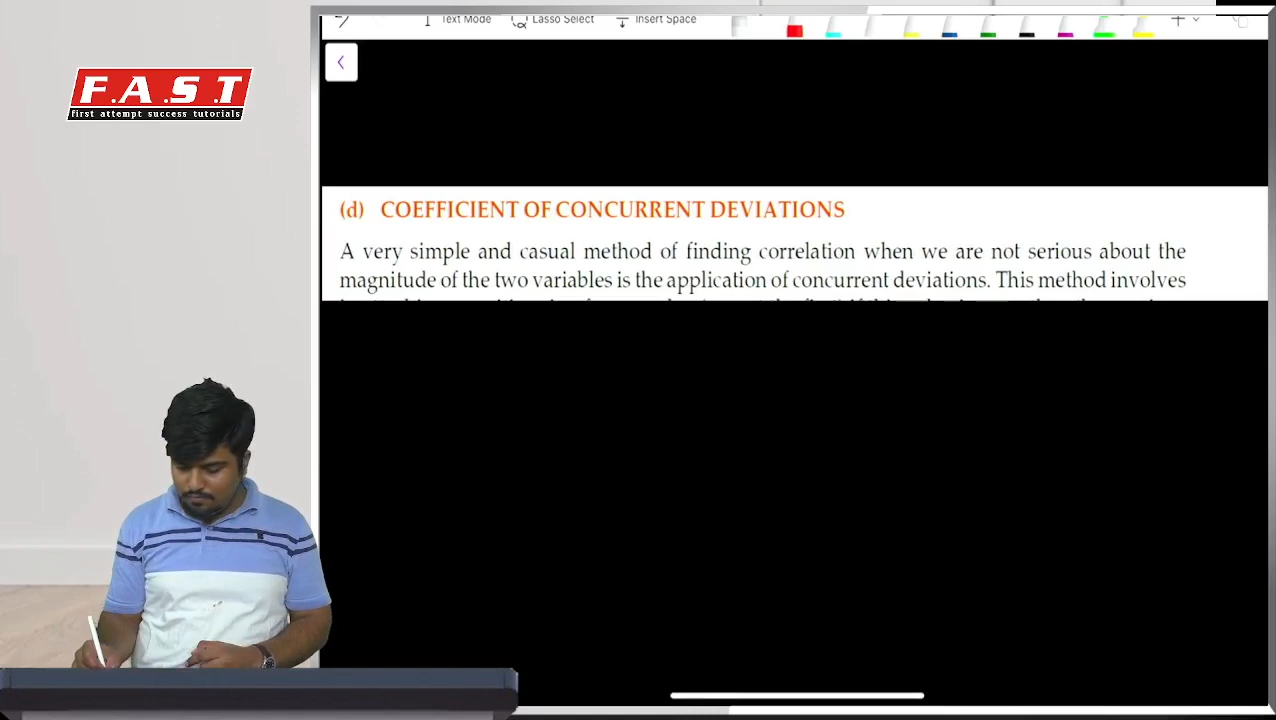 Text Mode
Lasso Select
Insert Space
F.A.S.T
first attempt success tutorials
(d) COEFFICIENT OF CONCURRENT DEVIATIONS
A very simple and casual method of finding correlation when we are not serious about the
magnitude of the two variables is the application of concurrent deviations. This method involves